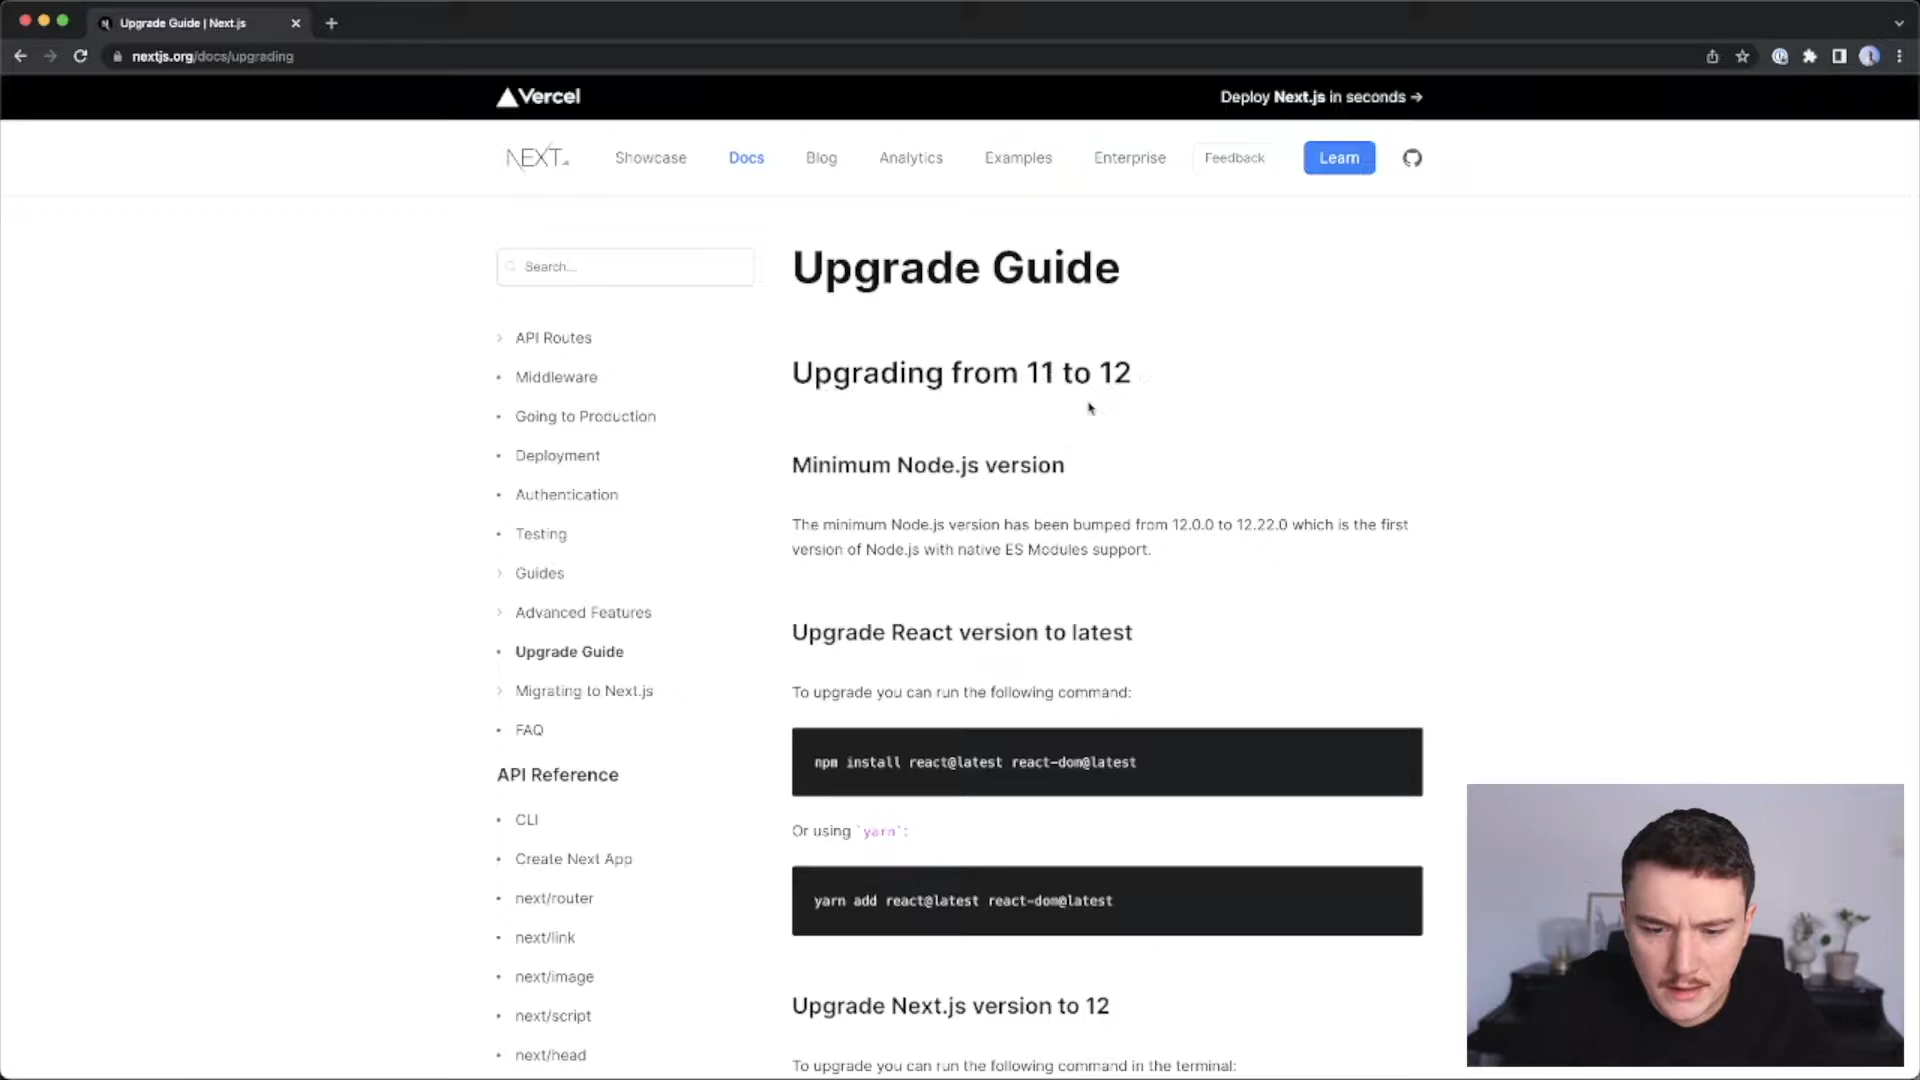 Upgrade Guide | Next.js
nextjs.org/docs/upgrading
Vercel
Deploy Next.js in seconds →
NEXT.JS
Showcase
Docs
Blog
Analytics
Examples
Enterprise
Feedback
Learn
Search...
API Routes
Middleware
Going to Production
Deployment
Authentication
Testing
Guides
Advanced Features
Upgrade Guide
Migrating to Next.js
FAQ
API Reference
CLI
Create Next App
next/router
next/link
next/image
next/script
next/head
Upgrade Guide
Upgrading from 11 to 12
Minimum Node.js version
The minimum Node.js version has been bumped from 12.0.0 to 12.22.0 which is the first
version of Node.js with native ES Modules support.
Upgrade React version to latest
To upgrade you can run the following command:
npm install react@latest react-dom@latest
Or using `yarn`:
yarn add react@latest react-dom@latest
Upgrade Next.js version to 12
To upgrade you can run the following command in the terminal: